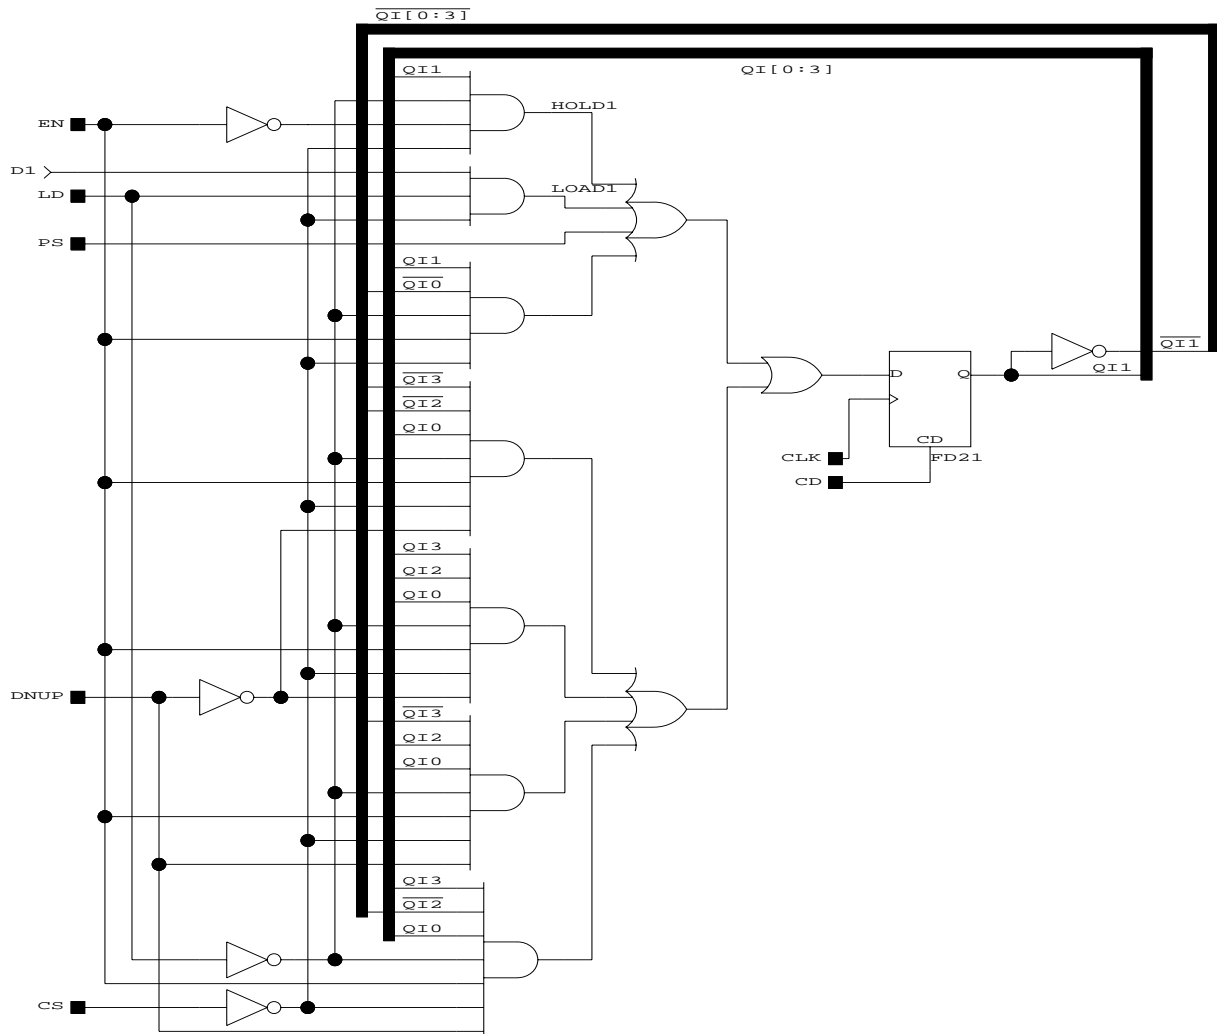 QI[0:3]
QI1
QI[0:3]
HOLD1
EN
D1
LD
LOAD1
PS
QI1
QI0
QI1
QI1
QI3
D
Q
QI2
QI0
CD
CLK
FD21
CD
QI3
QI2
QI0
DNUP
QI3
QI2
QI0
QI3
QI2
QI0
CS